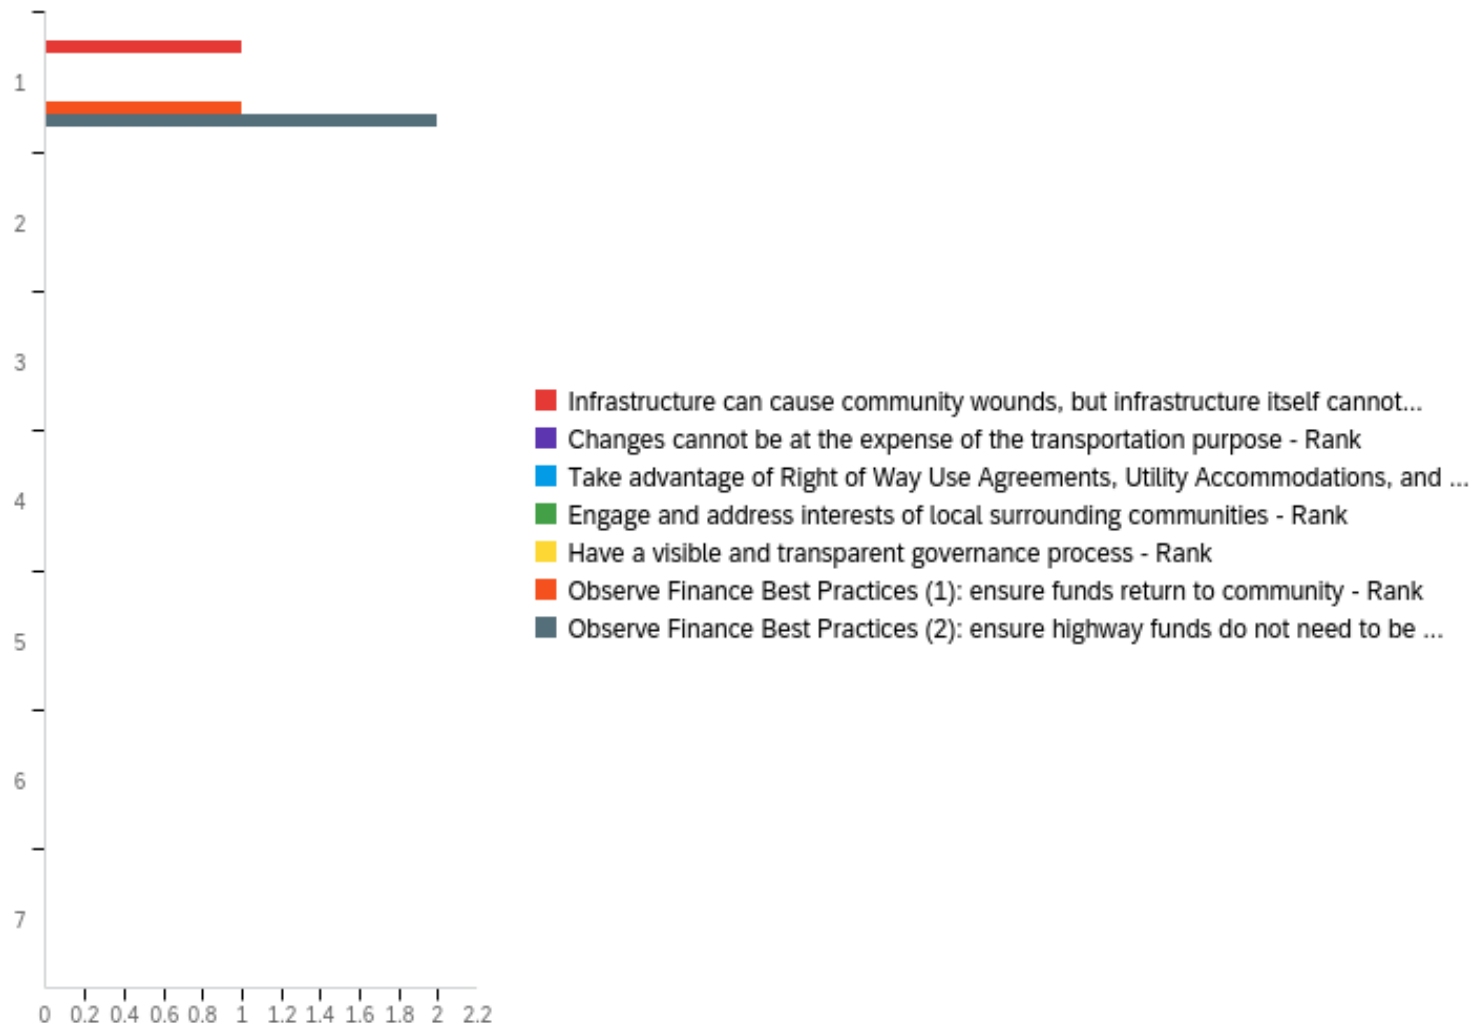 1
2
3
4
5
6
7
0 0.2 0.4 0.6 0.8 1 1.2 1.4 1.6 1.8 2 2.2
Infrastructure can cause community wounds, but infrastructure itself cannot...
Changes cannot be at the expense of the transportation purpose - Rank
Take advantage of Right of Way Use Agreements, Utility Accommodations, and ...
Engage and address interests of local surrounding communities - Rank
Have a visible and transparent governance process - Rank
Observe Finance Best Practices (1): ensure funds return to community - Rank
Observe Finance Best Practices (2): ensure highway funds do not need to be ...